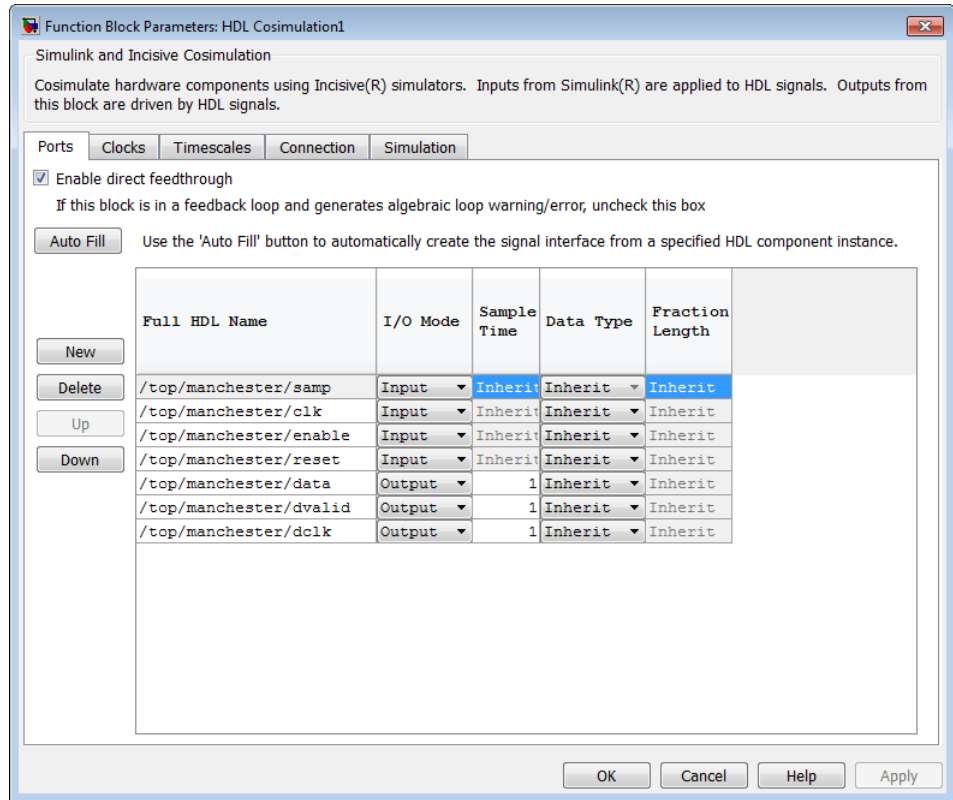 Function Block Parameters: HDL Cosimulation1
Simulink and Incisive Cosimulation
Cosimulate hardware components using Incisive(R) simulators.  Inputs from Simulink(R) are applied to HDL signals.  Outputs from
this block are driven by HDL signals.
Ports Clocks Timescales Connection Simulation
Enable direct feedthrough
If this block is in a feedback loop and generates algebraic loop warning/error, uncheck this box
Auto Fill Use the 'Auto Fill' button to automatically create the signal interface from a specified HDL component instance.
Full HDL Name I/O Mode Sample Time Data Type Fraction Length
New
Delete
Up
Down
/top/manchester/samp Input Inherit Inherit Inherit
/top/manchester/clk Input Inherit Inherit Inherit
/top/manchester/enable Input Inherit Inherit Inherit
/top/manchester/reset Input Inherit Inherit Inherit
/top/manchester/data Output 1 Inherit Inherit
/top/manchester/dvalid Output 1 Inherit Inherit
/top/manchester/dclk Output 1 Inherit Inherit
OK Cancel Help Apply